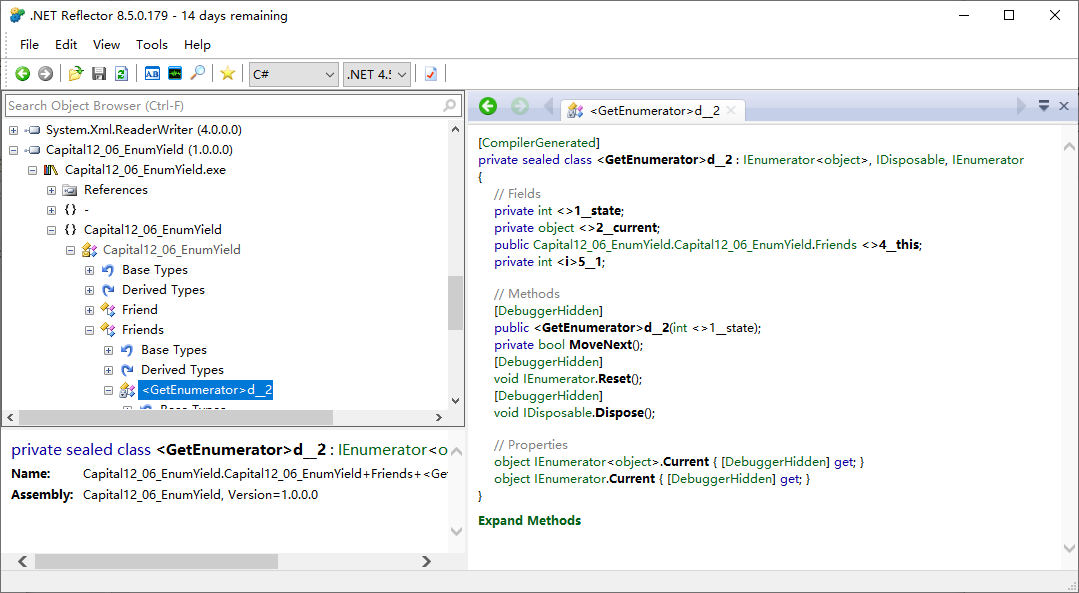 .NET Reflector 8.5.0.179 - 14 days remaining
File Edit View Tools Help
C# .NET 4.5
Search Object Browser (Ctrl-F)
System.Xml.ReaderWriter (4.0.0.0)
Capital12_06_EnumYield (1.0.0.0)
Capital12_06_EnumYield.exe
References
{} -
{} Capital12_06_EnumYield
Capital12_06_EnumYield
Base Types
Derived Types
Friend
Friends
Base Types
Derived Types
<GetEnumerator>d__2
Base Types
private sealed class <GetEnumerator>d__2 : IEnumerator<o
Name: Capital12_06_EnumYield.Capital12_06_EnumYield+Friends+<Get
Assembly: Capital12_06_EnumYield, Version=1.0.0.0
<GetEnumerator>d__2
[CompilerGenerated]
private sealed class <GetEnumerator>d__2 : IEnumerator<object>, IDisposable, IEnumerator
{
// Fields
private int <>1__state;
private object <>2__current;
public Capital12_06_EnumYield.Capital12_06_EnumYield.Friends <>4__this;
private int <i>5__1;
// Methods
[DebuggerHidden]
public <GetEnumerator>d__2(int <>1__state);
private bool MoveNext();
[DebuggerHidden]
void IEnumerator.Reset();
[DebuggerHidden]
void IDisposable.Dispose();
// Properties
object IEnumerator<object>.Current { [DebuggerHidden] get; }
object IEnumerator.Current { [DebuggerHidden] get; }
}
Expand Methods